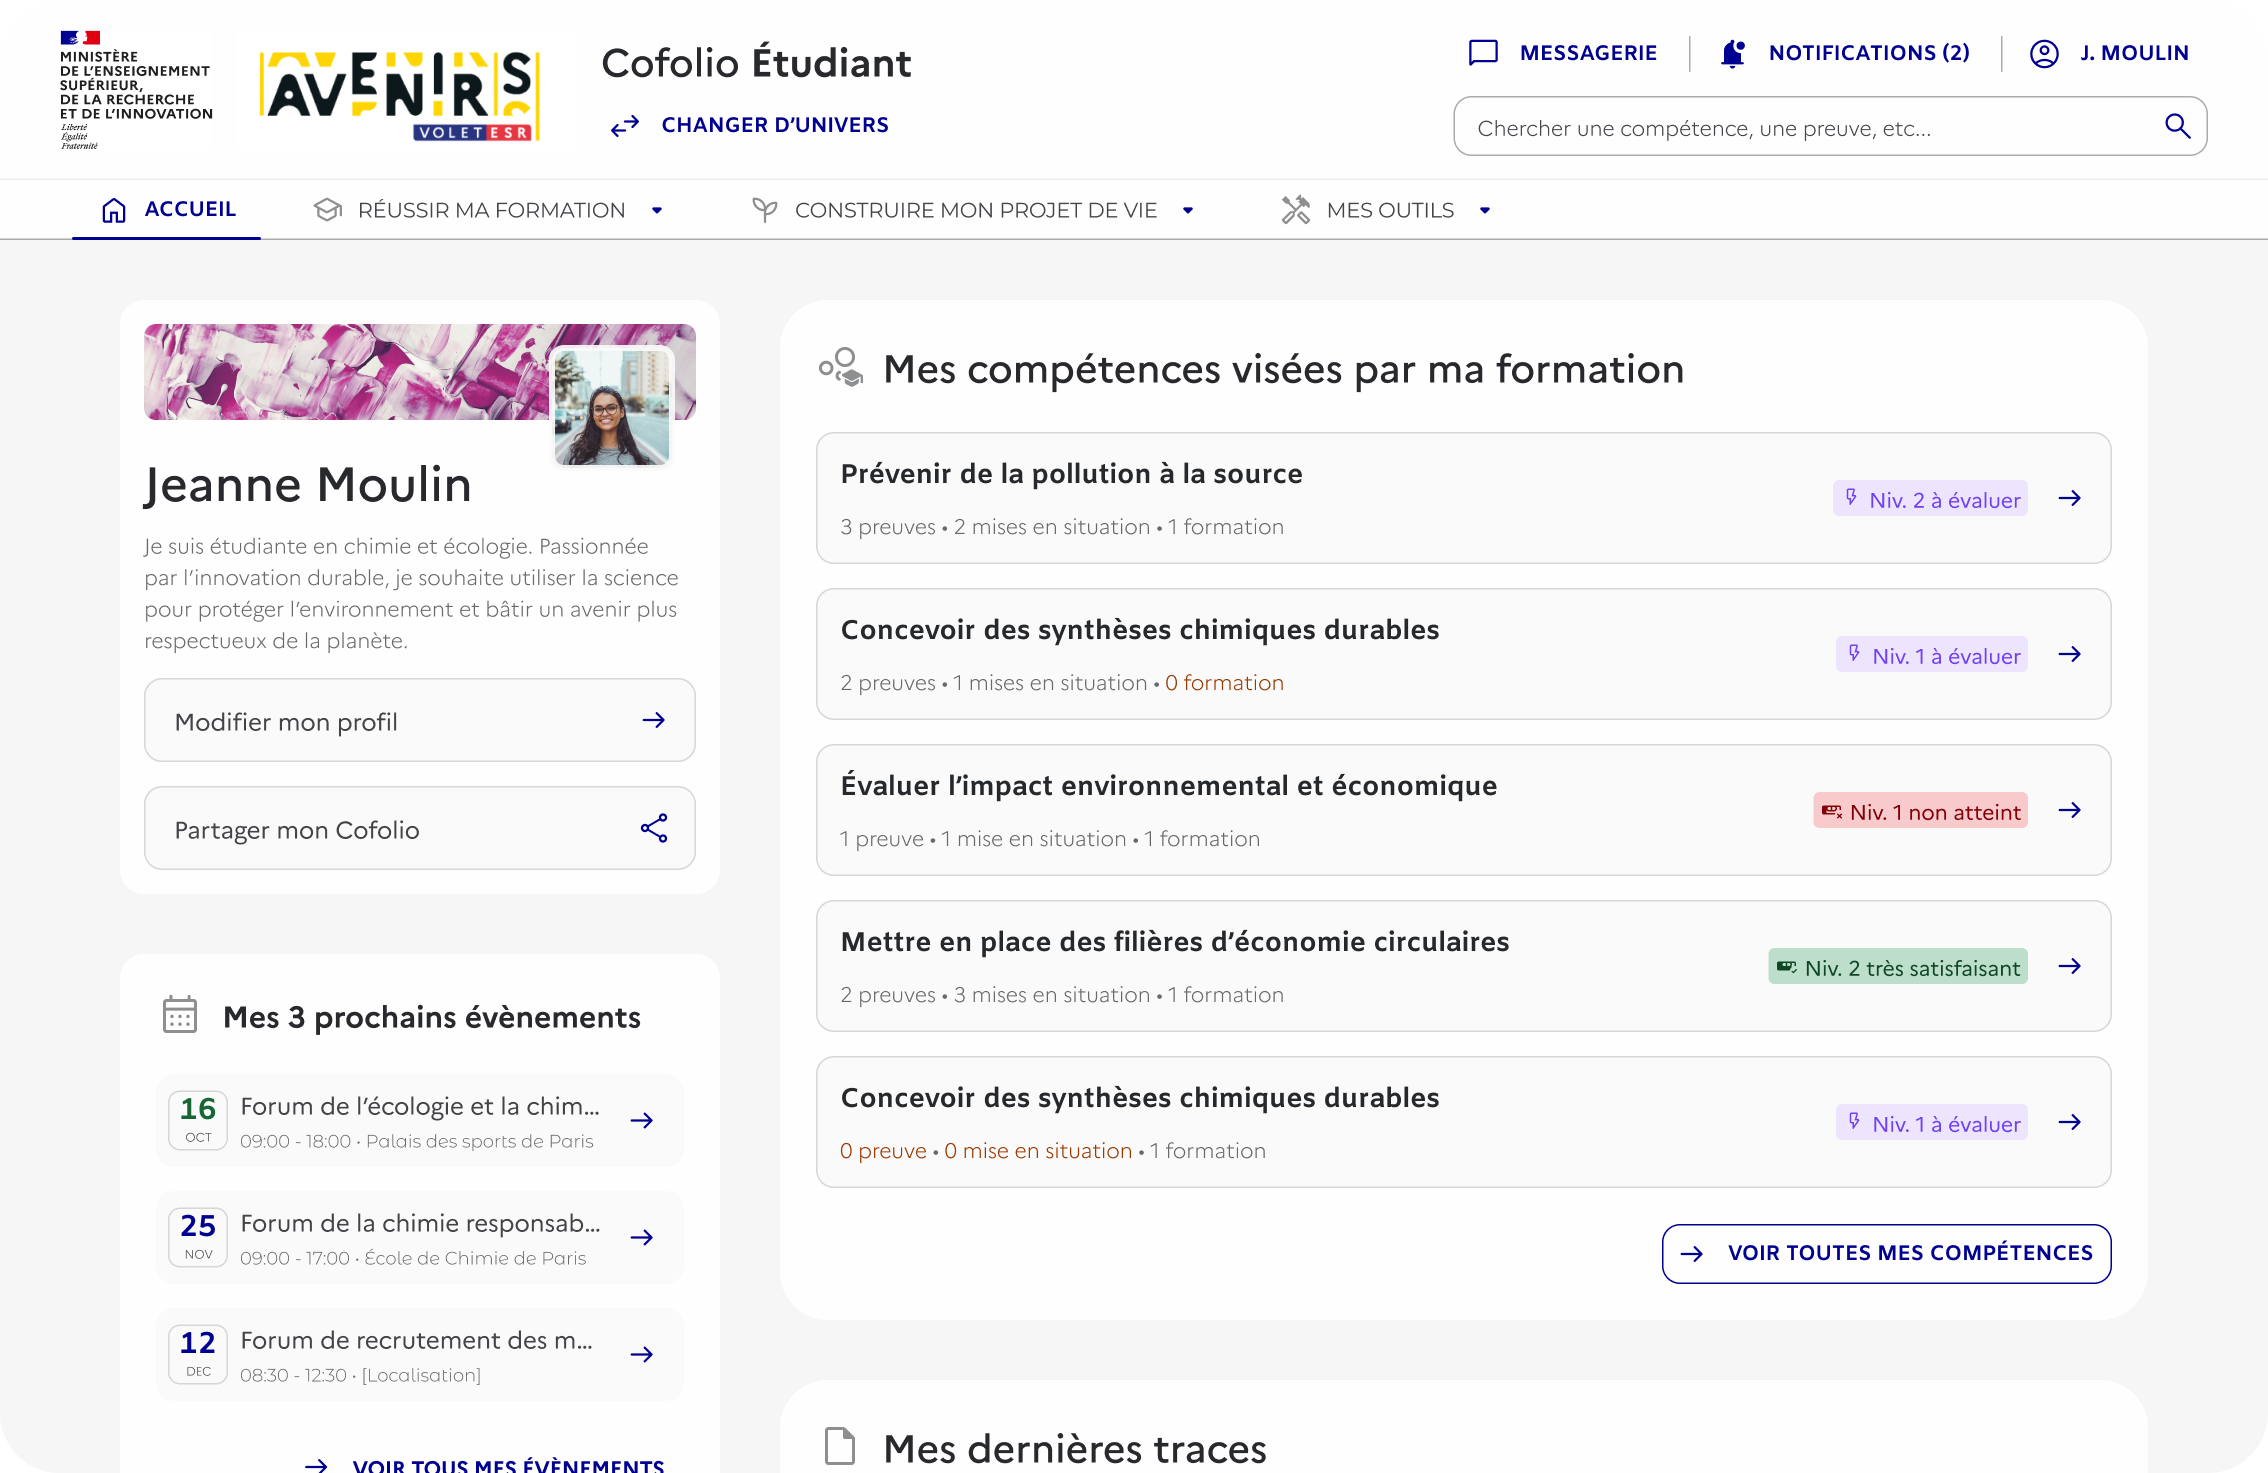 MINISTÈRE
DE L'ENSEIGNEMENT
SUPÉRIEUR,
DE LA RECHERCHE
ET DE L'INNOVATION
Liberté
Égalité
Fraternité
AVENIRS
VOLET ESR
Cofolio Étudiant
CHANGER D'UNIVERS
MESSAGERIE
NOTIFICATIONS (2)
J. MOULIN
Chercher une compétence, une preuve, etc...
ACCUEIL
RÉUSSIR MA FORMATION
CONSTRUIRE MON PROJET DE VIE
MES OUTILS
Jeanne Moulin
Je suis étudiante en chimie et écologie. Passionnée
par l'innovation durable, je souhaite utiliser la science
pour protéger l'environnement et bâtir un avenir plus
respectueux de la planète.
Modifier mon profil
Partager mon Cofolio
Mes 3 prochains évènements
16
OCT
Forum de l'écologie et la chim...
09:00 - 18:00 • Palais des sports de Paris
25
NOV
Forum de la chimie responsab...
09:00 - 17:00 • École de Chimie de Paris
12
DEC
Forum de recrutement des m...
08:30 - 12:30 • [Localisation]
VOIR TOUS MES ÉVÈNEMENTS
Mes compétences visées par ma formation
Prévenir de la pollution à la source
3 preuves • 2 mises en situation • 1 formation
Niv. 2 à évaluer
Concevoir des synthèses chimiques durables
2 preuves • 1 mises en situation • 0 formation
Niv. 1 à évaluer
Évaluer l'impact environnemental et économique
1 preuve • 1 mise en situation • 1 formation
Niv. 1 non atteint
Mettre en place des filières d'économie circulaires
2 preuves • 3 mises en situation • 1 formation
Niv. 2 très satisfaisant
Concevoir des synthèses chimiques durables
0 preuve • 0 mise en situation • 1 formation
Niv. 1 à évaluer
VOIR TOUTES MES COMPÉTENCES
Mes dernières traces